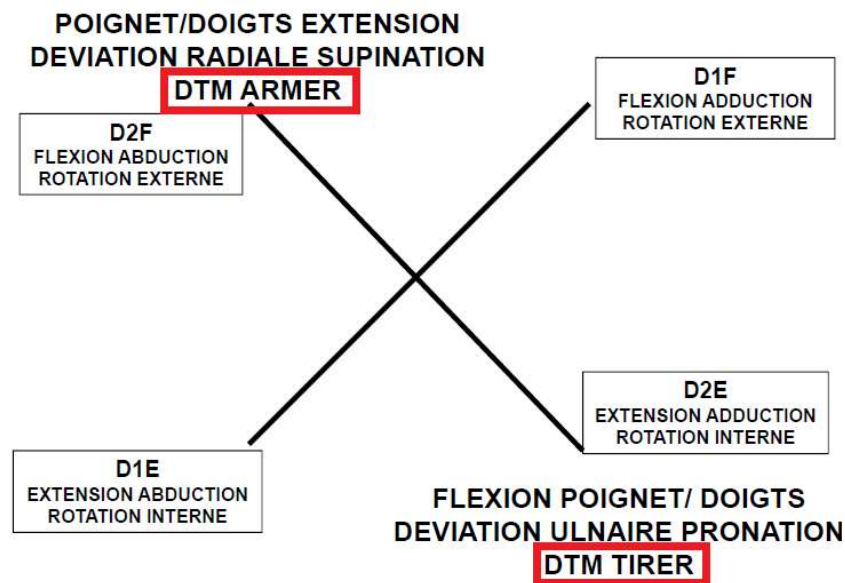 POIGNET/DOIGTS EXTENSION
DEVIATION RADIALE SUPINATION
DTM ARMER
D2F
FLEXION ABDUCTION
ROTATION EXTERNE
D1F
FLEXION ADDUCTION
ROTATION EXTERNE
D1E
EXTENSION ABDUCTION
ROTATION INTERNE
D2E
EXTENSION ADDUCTION
ROTATION INTERNE
FLEXION POIGNET/ DOIGTS
DEVIATION ULNAIRE PRONATION
DTM TIRER